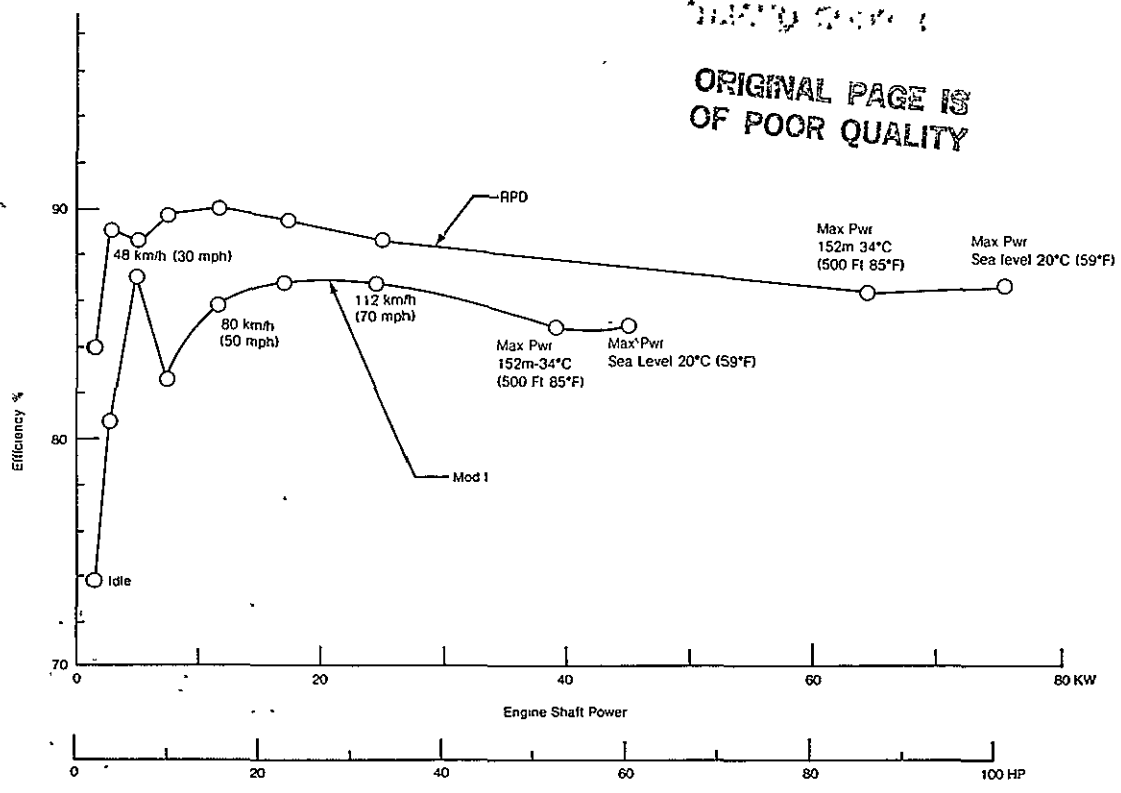 ORIGINAL PAGE IS
OF POOR QUALITY
90
80
70
Efficiency %
RPD
48 km/h (30 mph)
80 km/h
(50 mph)
112 km/h
(70 mph)
Max Pwr
152m-34°C
(500 Ft 85°F)
Max Pwr
Sea Level 20°C (59°F)
Max Pwr
152m 34°C
(500 Ft 85°F)
Max Pwr
Sea level 20°C (59°F)
Mod I
Idle
0
20
40
60
80 KW
Engine Shaft Power
0
20
40
60
80
100 HP